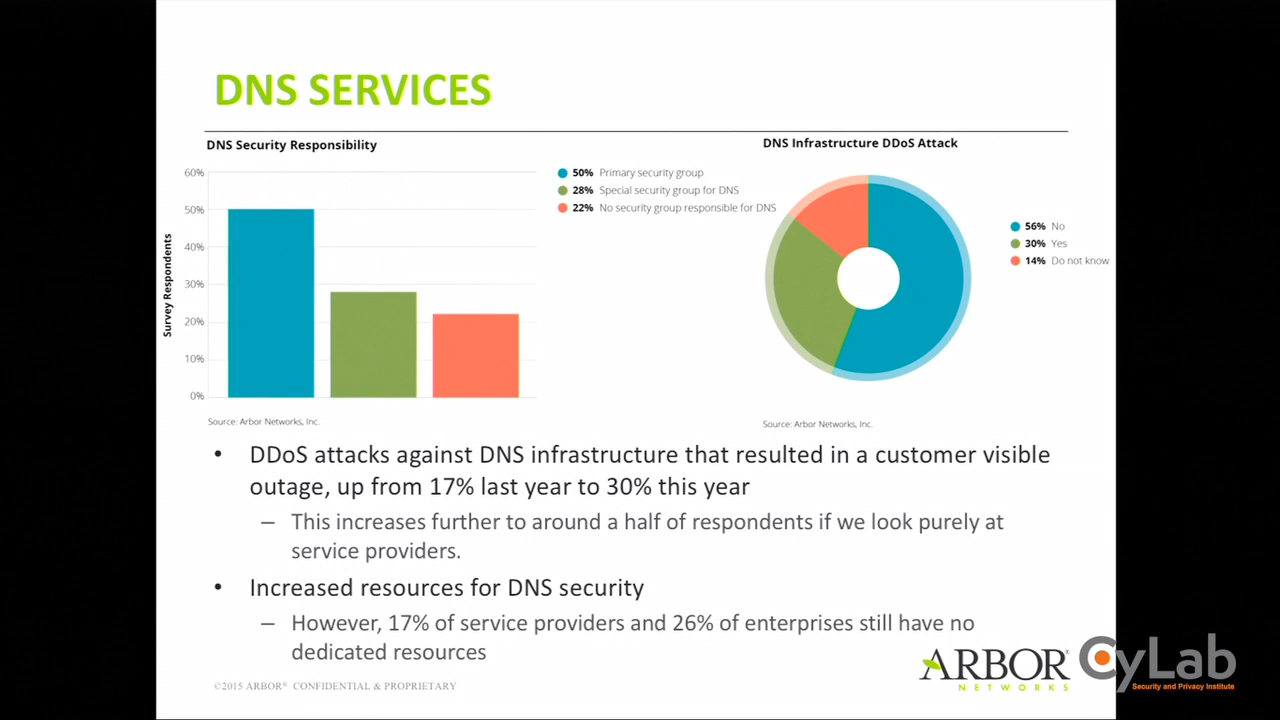 DNS SERVICES
DNS Security Responsibility
60%
50%
40%
30%
20%
10%
0%
Survey Respondents
50% Primary security group
28% Special security group for DNS
22% No security group responsible for DNS
Source: Arbor Networks, Inc.
DNS Infrastructure DDoS Attack
56% No
30% Yes
14% Do not know
Source: Arbor Networks, Inc.
• DDoS attacks against DNS infrastructure that resulted in a customer visible
outage, up from 17% last year to 30% this year
– This increases further to around a half of respondents if we look purely at
service providers.
• Increased resources for DNS security
– However, 17% of service providers and 26% of enterprises still have no
dedicated resources
©2015 ARBOR® CONFIDENTIAL & PROPRIETARY
ARBOR®
NETWORKS
CyLab
Security and Privacy Institute